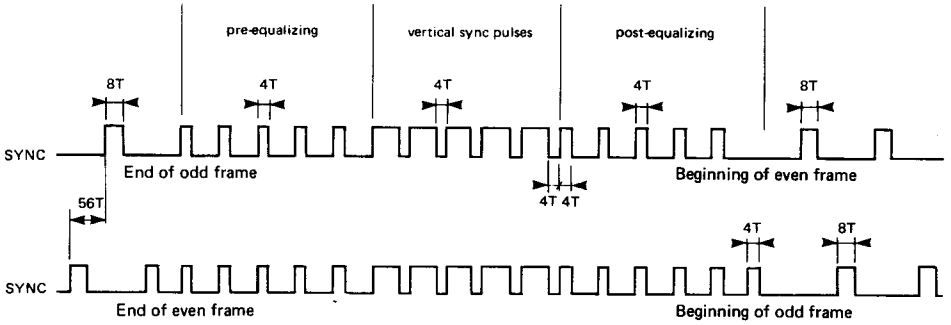 pre-equalizing vertical sync pulses post-equalizing
8T 4T 4T 4T 8T
SYNC
End of odd frame Beginning of even frame
4T 4T
56T
4T 8T
SYNC
End of even frame Beginning of odd frame